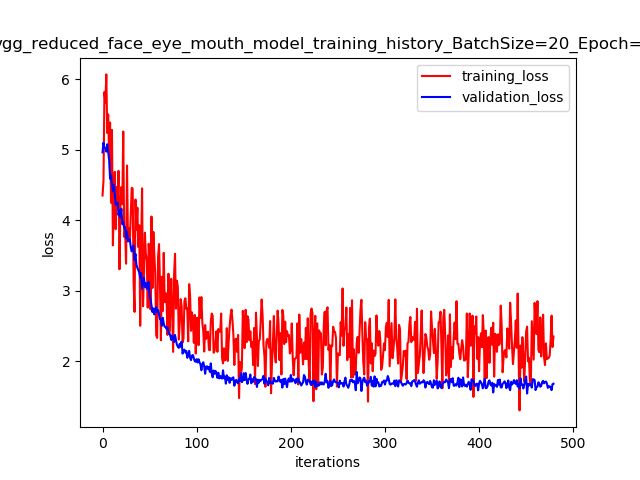 vgg_reduced_face_eye_mouth_model_training_history_BatchSize=20_Epoch=
training_loss
validation_loss
6
5
4
3
2
loss
0 100 200 300 400 500
iterations